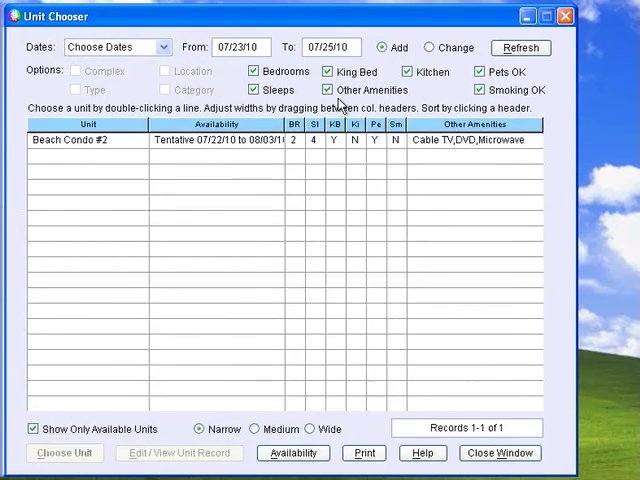 Unit Chooser
Dates: Choose Dates From: 07/23/10 To: 07/25/10 Add Change Refresh
Options: Complex Location Bedrooms King Bed Kitchen Pets OK
Type Category Sleeps Other Amenities Smoking OK
Choose a unit by double-clicking a line. Adjust widths by dragging between col. headers. Sort by clicking a header.
Unit Availability BR Sl KB Ki Pe Sm Other Amenities
Beach Condo #2 Tentative 07/22/10 to 08/03/1 2 4 Y N Y N Cable TV,DVD,Microwave
Show Only Available Units Narrow Medium Wide Records 1-1 of 1
Choose Unit Edit / View Unit Record Availability Print Help Close Window